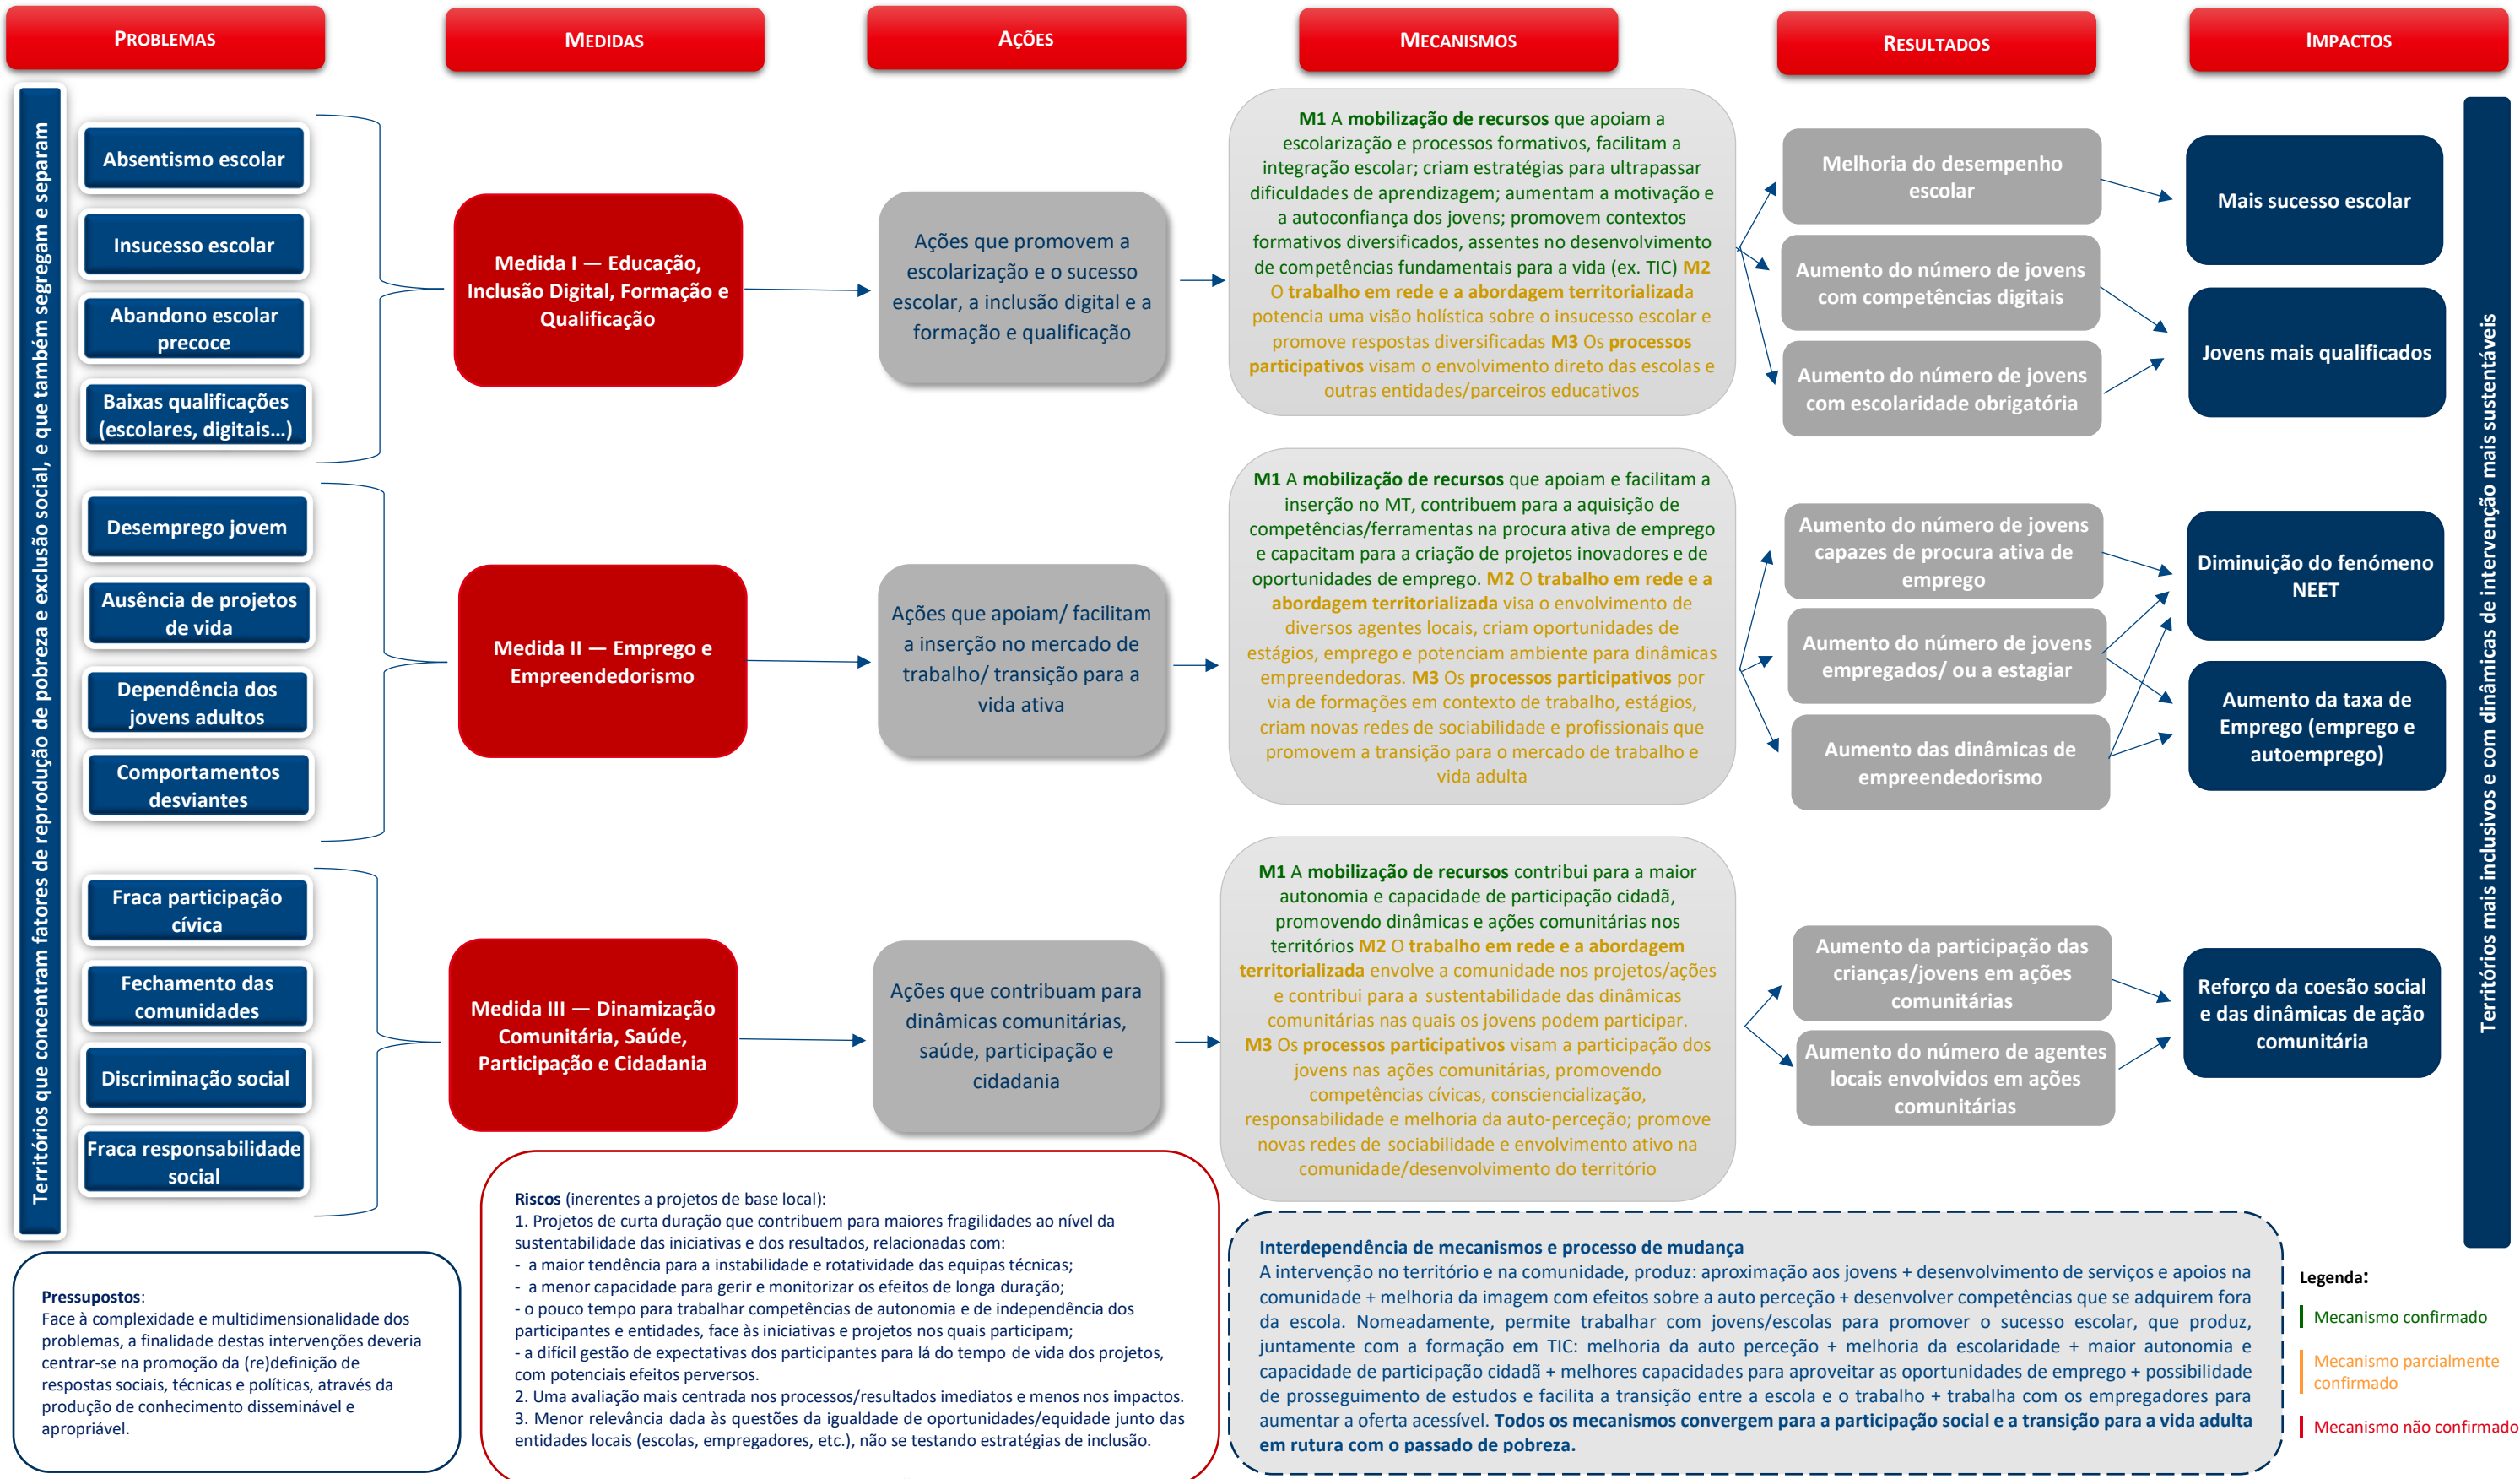 PROBLEMAS
MEDIDAS
AÇÕES
MECANISMOS
RESULTADOS
IMPACTOS
Territórios que concentram fatores de reprodução de pobreza e exclusão social, e que também segregam e separam
Absentismo escolar
Insucesso escolar
Abandono escolar
precoce
Baixas qualificações
(escolares, digitais…)
Medida I — Educação,
Inclusão Digital, Formação e
Qualificação
Ações que promovem a
escolarização e o sucesso
escolar, a inclusão digital e a
formação e qualificação
M1 A mobilização de recursos que apoiam a
escolarização e processos formativos, facilitam a
integração escolar; criam estratégias para ultrapassar
dificuldades de aprendizagem; aumentam a motivação e
a autoconfiança dos jovens; promovem contextos
formativos diversificados, assentes no desenvolvimento
de competências fundamentais para a vida (ex. TIC) M2
O trabalho em rede e a abordagem territorializada
potencia uma visão holística sobre o insucesso escolar e
promove respostas diversificadas M3 Os processos
participativos visam o envolvimento direto das escolas e
outras entidades/parceiros educativos
Melhoria do desempenho
escolar
Aumento do número de jovens
com competências digitais
Aumento do número de jovens
com escolaridade obrigatória
Mais sucesso escolar
Jovens mais qualificados
Desemprego jovem
Ausência de projetos
de vida
Dependência dos
jovens adultos
Comportamentos
desviantes
Medida II — Emprego e
Empreendedorismo
Ações que apoiam/ facilitam
a inserção no mercado de
trabalho/ transição para a
vida ativa
M1 A mobilização de recursos que apoiam e facilitam a
inserção no MT, contribuem para a aquisição de
competências/ferramentas na procura ativa de emprego
e capacitam para a criação de projetos inovadores e de
oportunidades de emprego. M2 O trabalho em rede e a
abordagem territorializada visa o envolvimento de
diversos agentes locais, criam oportunidades de
estágios, emprego e potenciam ambiente para dinâmicas
empreendedoras. M3 Os processos participativos por
via de formações em contexto de trabalho, estágios,
criam novas redes de sociabilidade e profissionais que
promovem a transição para o mercado de trabalho e
vida adulta
Aumento do número de jovens
capazes de procura ativa de
emprego
Aumento do número de jovens
empregados/ ou a estagiar
Aumento das dinâmicas de
empreendedorismo
Diminuição do fenómeno
NEET
Aumento da taxa de
Emprego (emprego e
autoemprego)
Fraca participação
cívica
Fechamento das
comunidades
Discriminação social
Fraca responsabilidade
social
Medida III — Dinamização
Comunitária, Saúde,
Participação e Cidadania
Ações que contribuam para
dinâmicas comunitárias,
saúde, participação e
cidadania
M1 A mobilização de recursos contribui para a maior
autonomia e capacidade de participação cidadã,
promovendo dinâmicas e ações comunitárias nos
territórios M2 O trabalho em rede e a abordagem
territorializada envolve a comunidade nos projetos/ações
e contribui para a sustentabilidade das dinâmicas
comunitárias nas quais os jovens podem participar.
M3 Os processos participativos visam a participação dos
jovens nas ações comunitárias, promovendo
competências cívicas, consciencialização,
responsabilidade e melhoria da auto-perceção; promove
novas redes de sociabilidade e envolvimento ativo na
comunidade/desenvolvimento do território
Aumento da participação das
crianças/jovens em ações
comunitárias
Aumento do número de agentes
locais envolvidos em ações
comunitárias
Reforço da coesão social
e das dinâmicas de ação
comunitária
Territórios mais inclusivos e com dinâmicas de intervenção mais sustentáveis
Pressupostos:
Face à complexidade e multidimensionalidade dos
problemas, a finalidade destas intervenções deveria
centrar-se na promoção da (re)definição de
respostas sociais, técnicas e políticas, através da
produção de conhecimento disseminável e
apropriável.
Riscos (inerentes a projetos de base local):
1. Projetos de curta duração que contribuem para maiores fragilidades ao nível da
sustentabilidade das iniciativas e dos resultados, relacionadas com:
- a maior tendência para a instabilidade e rotatividade das equipas técnicas;
- a menor capacidade para gerir e monitorizar os efeitos de longa duração;
- o pouco tempo para trabalhar competências de autonomia e de independência dos
participantes e entidades, face às iniciativas e projetos nos quais participam;
- a difícil gestão de expectativas dos participantes para lá do tempo de vida dos projetos,
com potenciais efeitos perversos.
2. Uma avaliação mais centrada nos processos/resultados imediatos e menos nos impactos.
3. Menor relevância dada às questões da igualdade de oportunidades/equidade junto das
entidades locais (escolas, empregadores, etc.), não se testando estratégias de inclusão.
Interdependência de mecanismos e processo de mudança
A intervenção no território e na comunidade, produz: aproximação aos jovens + desenvolvimento de serviços e apoios na
comunidade + melhoria da imagem com efeitos sobre a auto perceção + desenvolver competências que se adquirem fora
da escola. Nomeadamente, permite trabalhar com jovens/escolas para promover o sucesso escolar, que produz,
juntamente com a formação em TIC: melhoria da auto perceção + melhoria da escolaridade + maior autonomia e
capacidade de participação cidadã + melhores capacidades para aproveitar as oportunidades de emprego + possibilidade
de prosseguimento de estudos e facilita a transição entre a escola e o trabalho + trabalha com os empregadores para
aumentar a oferta acessível. Todos os mecanismos convergem para a participação social e a transição para a vida adulta
em rutura com o passado de pobreza.
Legenda:
Mecanismo confirmado
Mecanismo parcialmente
confirmado
Mecanismo não confirmado